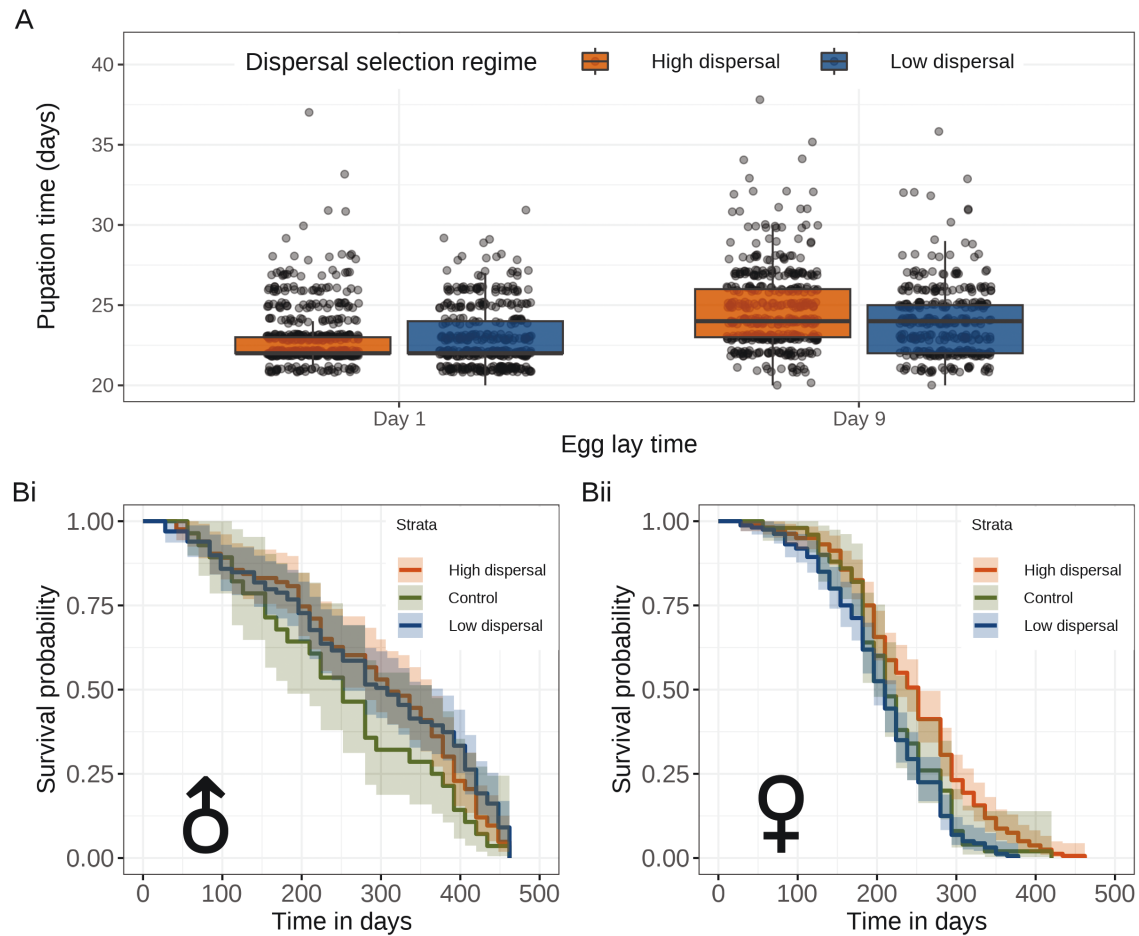 A
Dispersal selection regime High dispersal Low dispersal
Pupation time (days)
40
35
30
25
20
Day 1 Day 9
Egg lay time
Bi
Survival probability
1.00
0.75
0.50
0.25
0.00
Strata
High dispersal
Control
Low dispersal
♂
0 100 200 300 400 500
Time in days
Bii
Survival probability
1.00
0.75
0.50
0.25
0.00
Strata
High dispersal
Control
Low dispersal
♀
0 100 200 300 400 500
Time in days